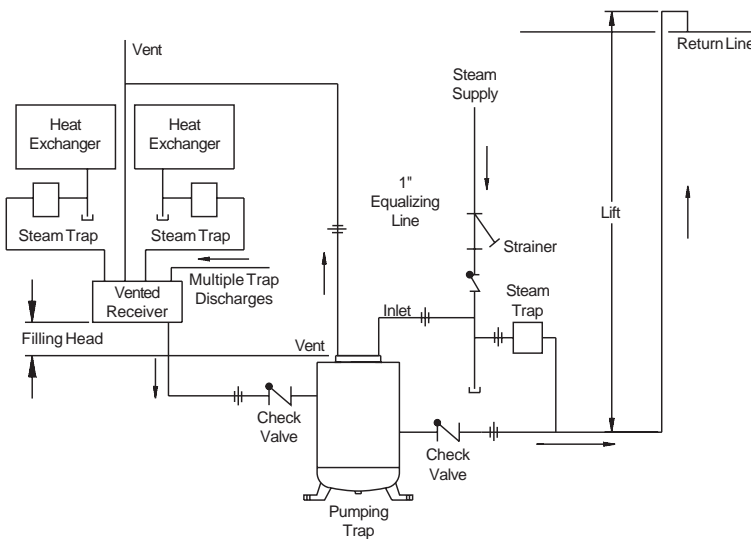 Vent
Return Line
Steam
Supply
Heat
Exchanger
Heat
Exchanger
1"
Equalizing
Line
Lift
Steam Trap
Steam Trap
Strainer
Multiple Trap
Discharges
Vented
Receiver
Steam
Trap
Inlet
Filling Head
Vent
Check
Valve
Check
Valve
Pumping
Trap